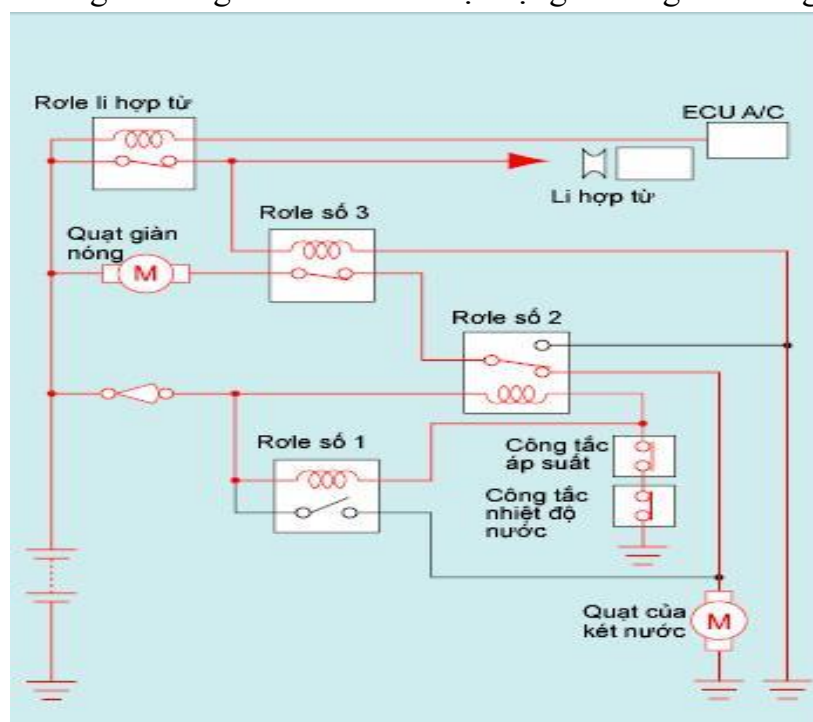 Rơle li hợp từ
ECU A/C
Li hợp từ
Rơle số 3
Quạt giàn
nóng
M
Rơle số 2
Rơle số 1
Công tắc
áp suất
Công tắc
nhiệt độ
nước
Quạt của
két nước
M